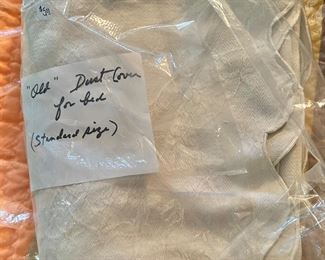 "Old" Dust Cover
for bed
(Standard size)